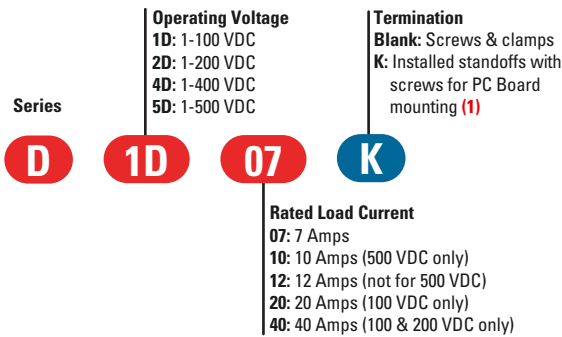 Operating Voltage
1D: 1-100 VDC
2D: 1-200 VDC
4D: 1-400 VDC
5D: 1-500 VDC
Termination
Blank: Screws & clamps
K: Installed standoffs with
screws for PC Board
mounting (1)
Series
D
1D
07
K
Rated Load Current
07: 7 Amps
10: 10 Amps (500 VDC only)
12: 12 Amps (not for 500 VDC)
20: 20 Amps (100 VDC only)
40: 40 Amps (100 & 200 VDC only)